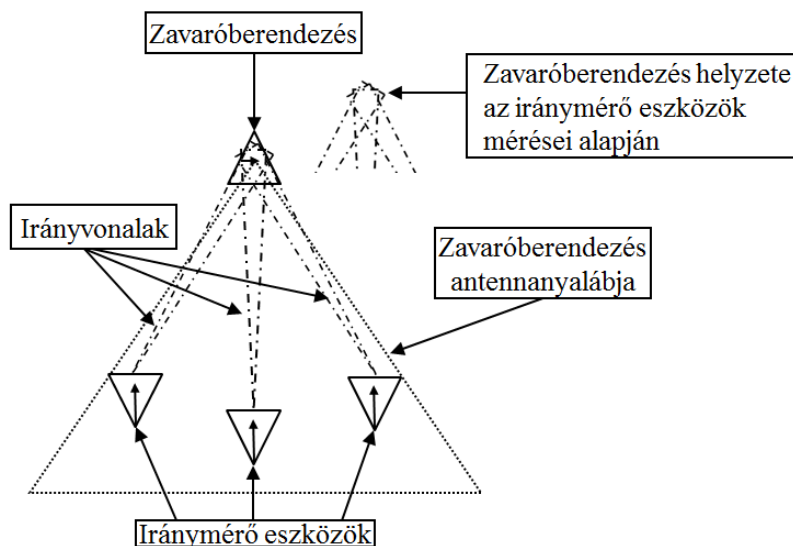 Zavaróberendezés
Zavaróberendezés helyzete
az iránymérő eszközök
mérései alapján
Irányvonalak
Zavaróberendezés
antennanyalábja
Iránymérő eszközök